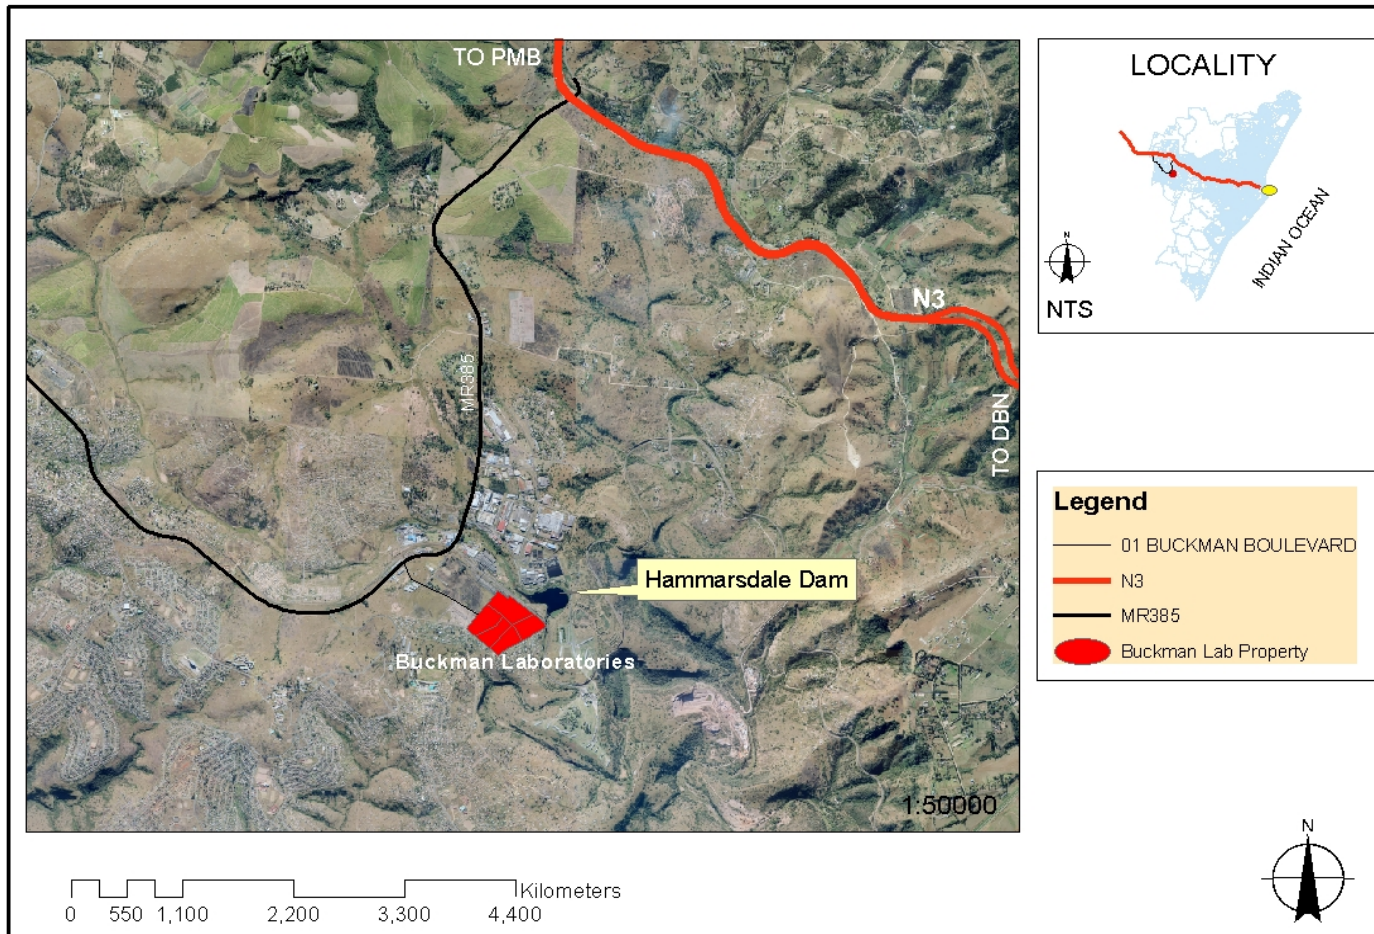 TO PMB
N3
MR385
TO DBN
Hammarsdale Dam
Buckman Laboratories
1:50000
LOCALITY
INDIAN OCEAN
N
NTS
Legend
01 BUCKMAN BOULEVARD
N3
MR385
Buckman Lab Property
N
Kilometers
0 550 1,100 2,200 3,300 4,400